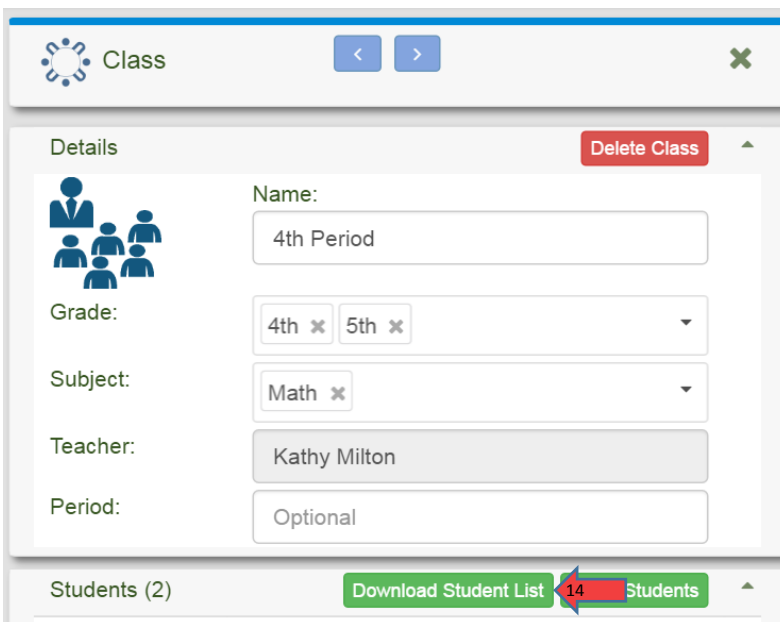 Class
Details
Delete Class
Name:
4th Period
Grade:
4th 5th
Subject:
Math
Teacher:
Kathy Milton
Period:
Optional
Students (2)
Download Student List
14
Students